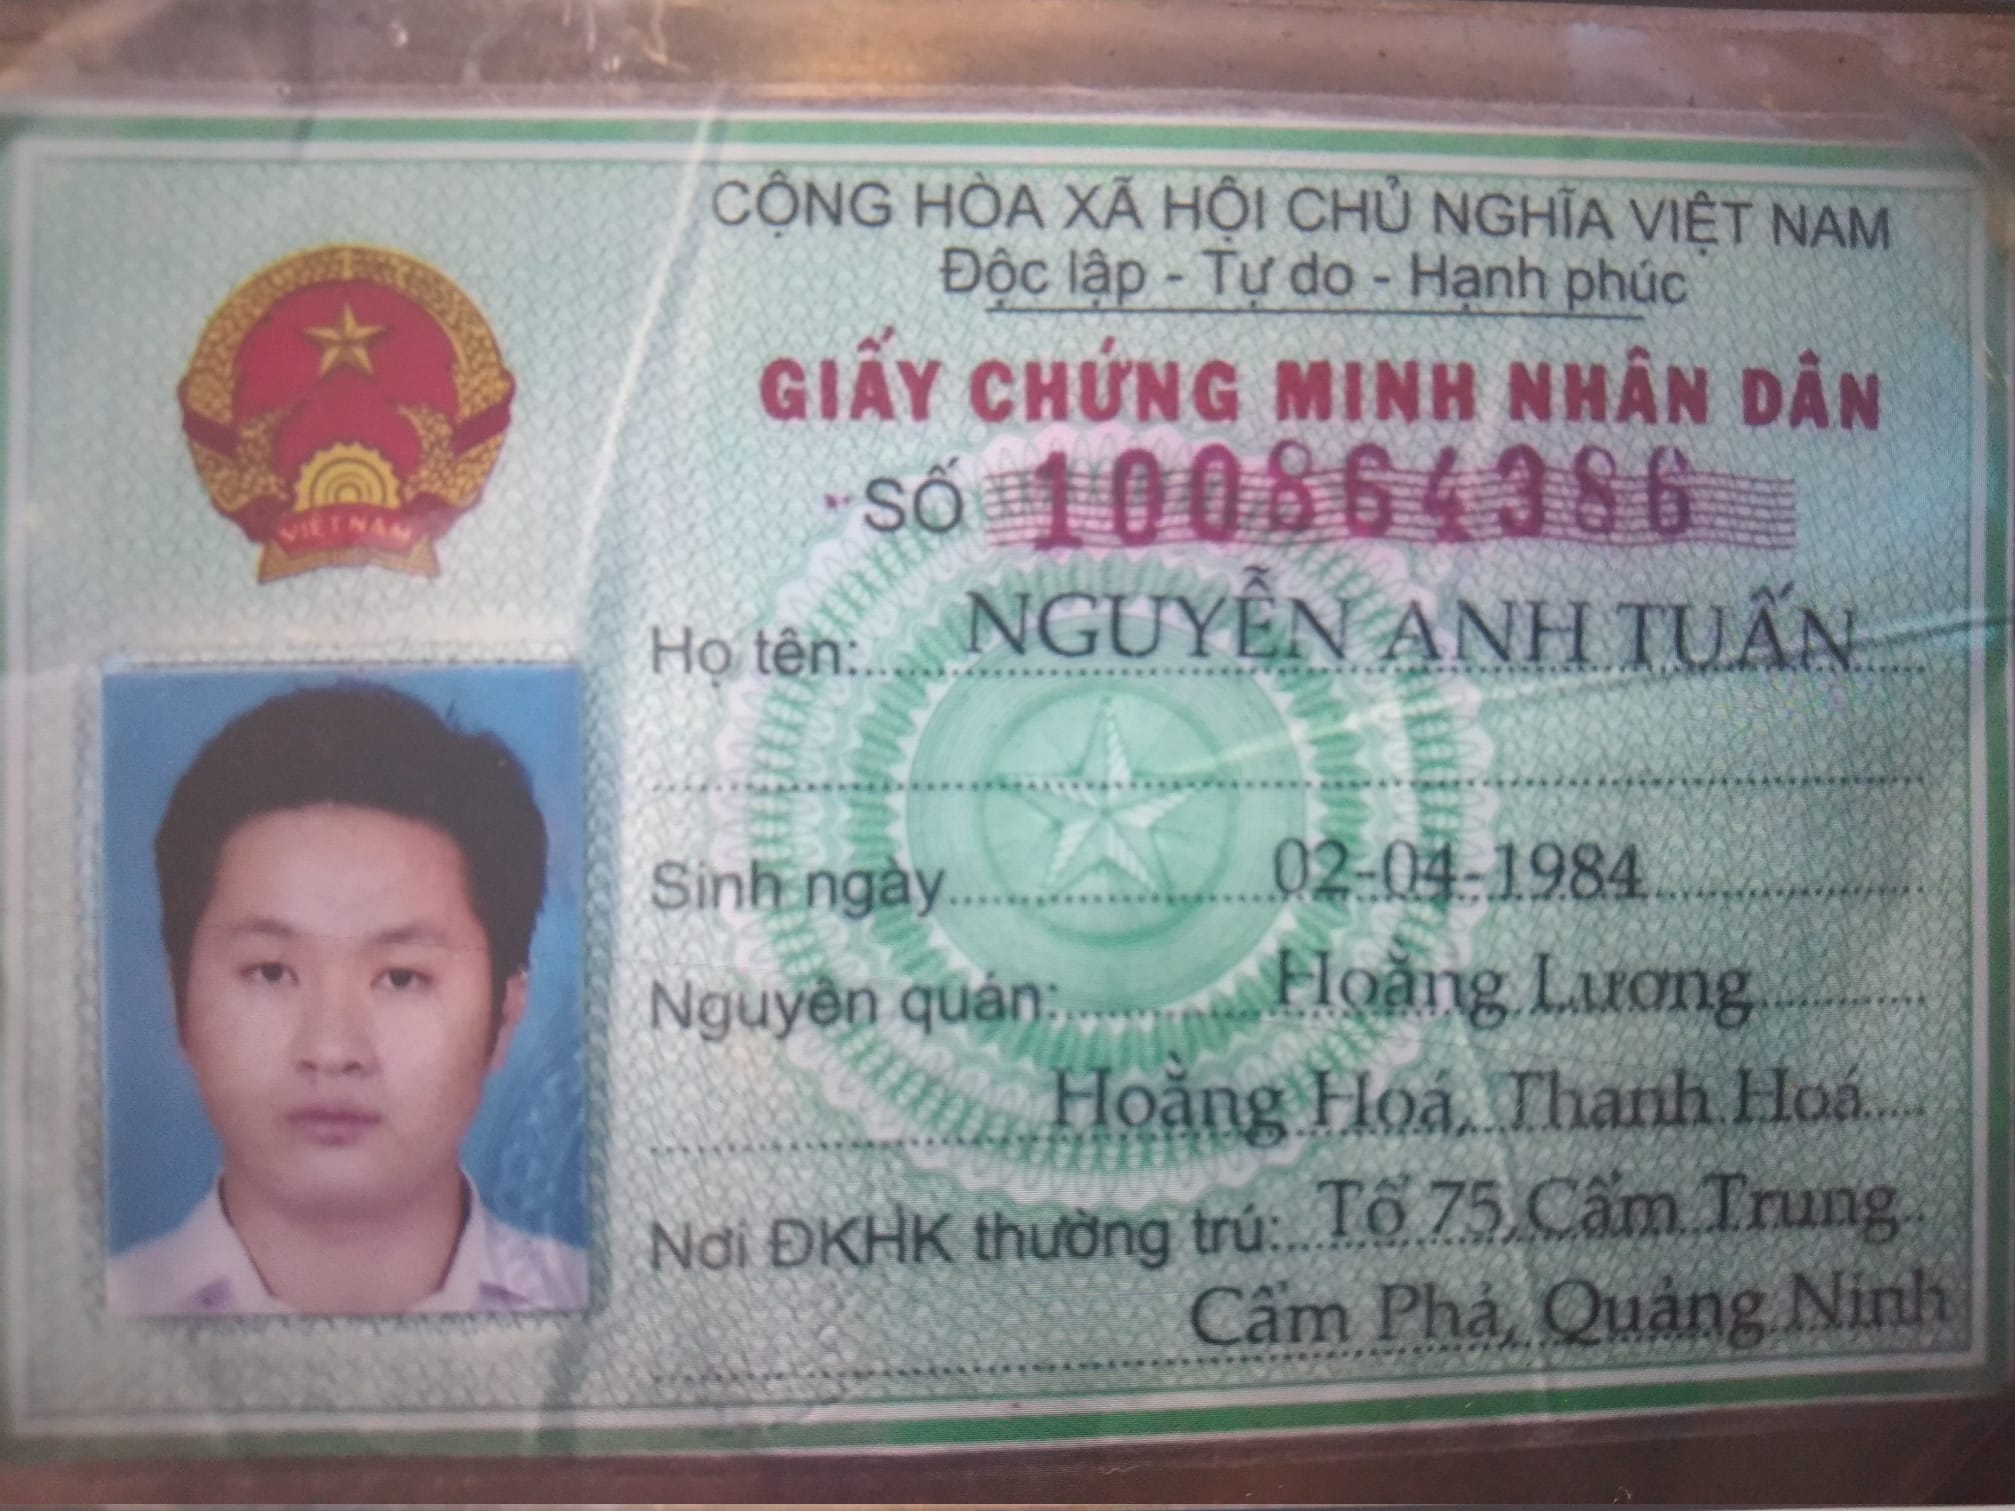 CỘNG HÒA XÃ HỘI CHỦ NGHĨA VIỆT NAM
Độc lập - Tự do - Hạnh phúc
GIẤY CHỨNG MINH NHÂN DÂN
SỐ 100864386
VIỆT NAM
Họ tên: NGUYỄN ANH TUẤN
Sinh ngày 02-04-1984
Nguyên quán: Hoằng Lương
Hoằng Hoá, Thanh Hoá
Nơi ĐKHK thường trú: Tổ 75, Cẩm Trung
Cẩm Phả, Quảng Ninh